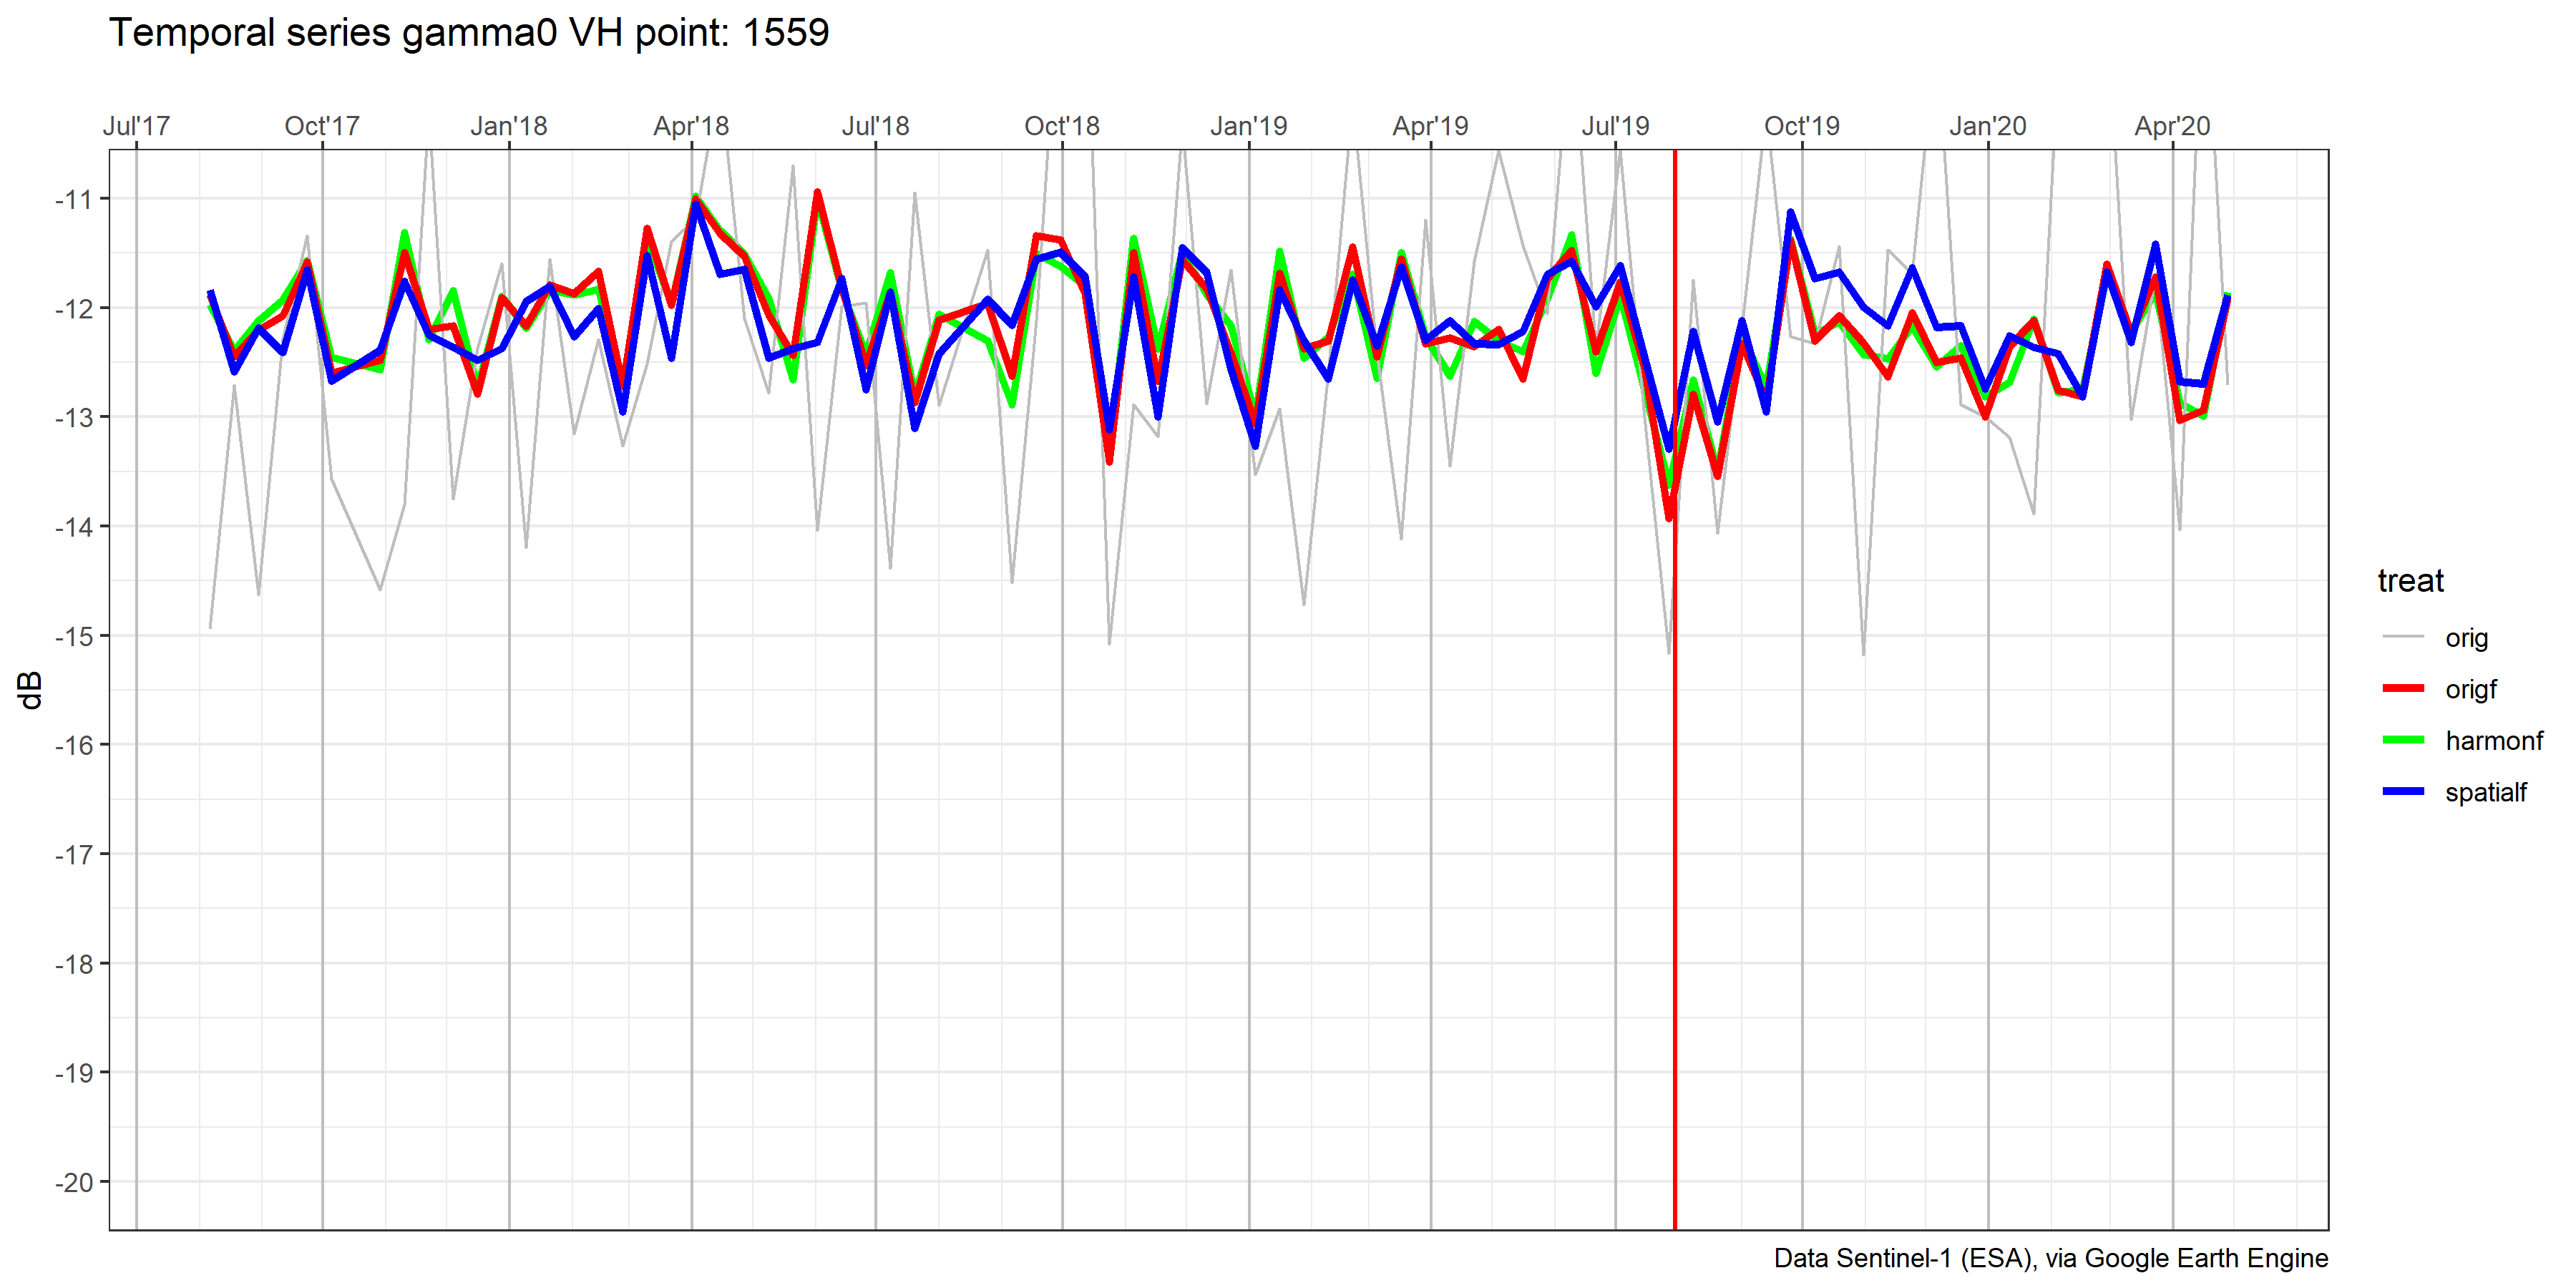 Temporal series gamma0 VH point: 1559
Jul'17 Oct'17 Jan'18 Apr'18 Jul'18 Oct'18 Jan'19 Apr'19 Jul'19 Oct'19 Jan'20 Apr'20
-11
-12
-13
-14
-15
-16
-17
-18
-19
-20
dB
treat
orig
origf
harmonf
spatialf
Data Sentinel-1 (ESA), via Google Earth Engine